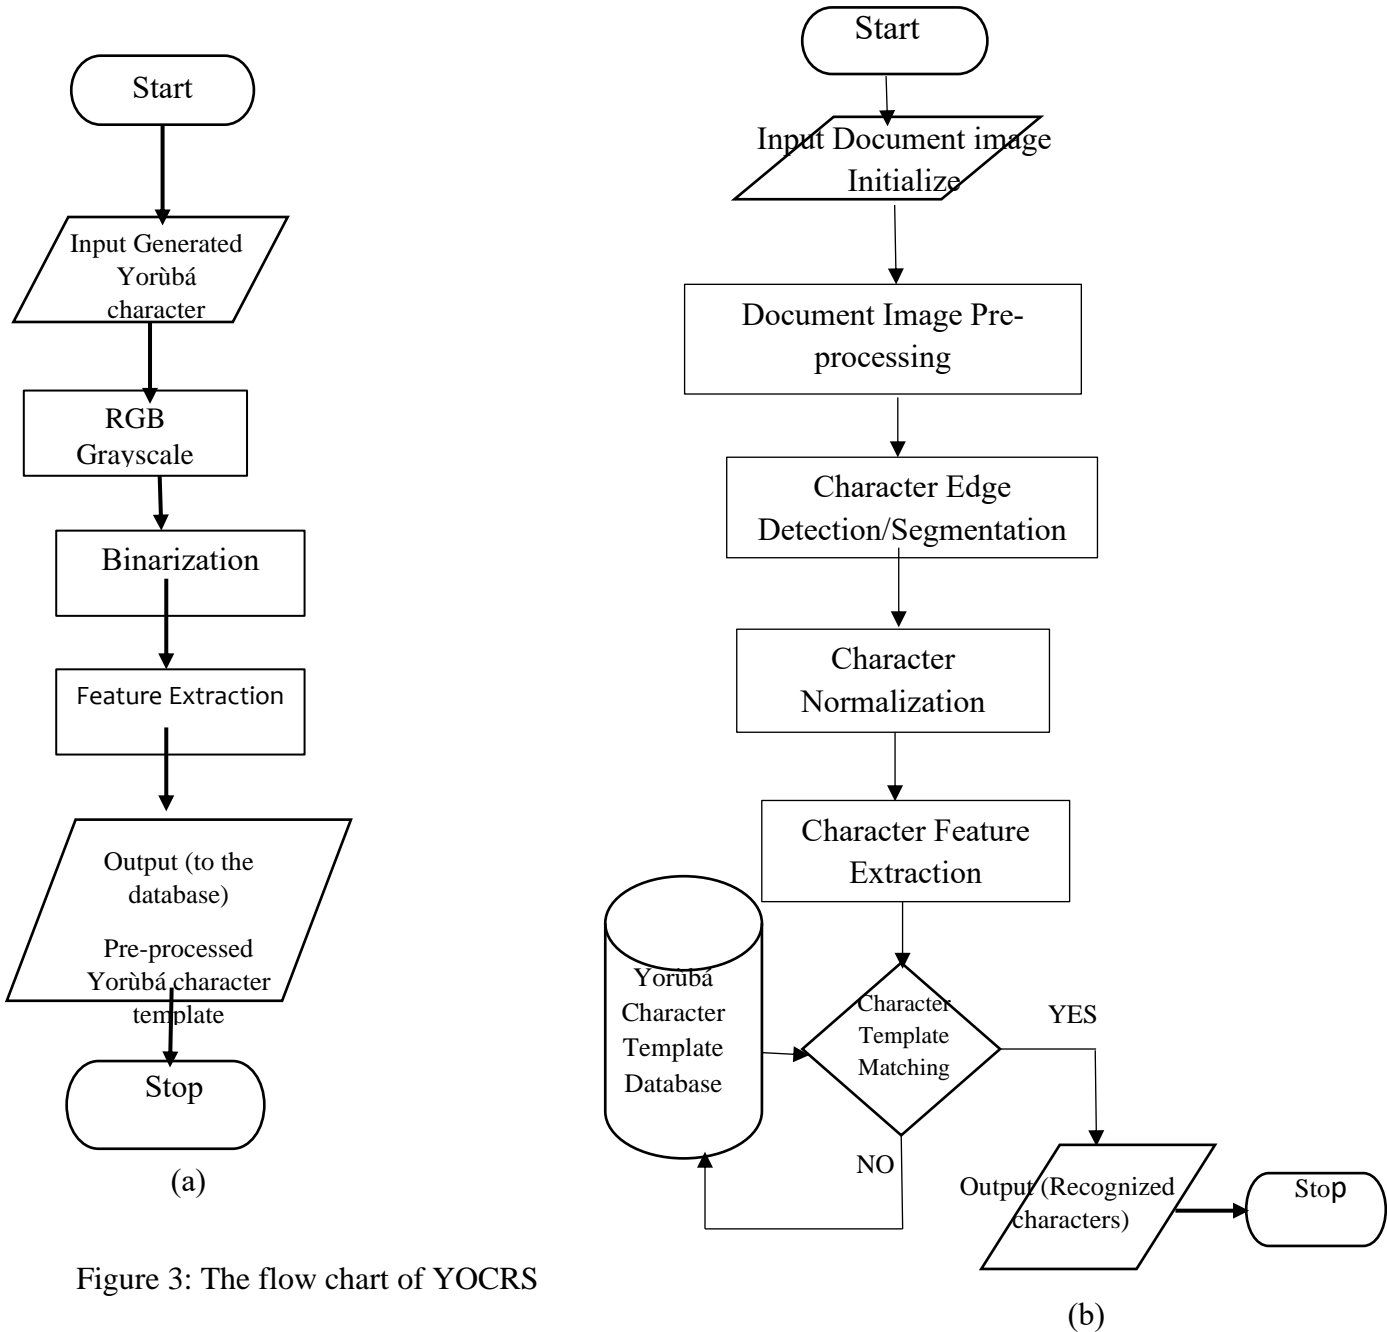 Start
Input Generated
Yorùbá
character
RGB
Grayscale
Binarization
Feature Extraction
Output (to the
database)
Pre-processed
Yorùbá character
template
Stop
(a)
Figure 3: The flow chart of YOCRS
Start
Input Document image
Initialize
Document Image Pre-
processing
Character Edge
Detection/Segmentation
Character
Normalization
Character Feature
Extraction
Yorùbá
Character
Template
Database
Character
Template
Matching
YES
NO
Output (Recognized
characters)
Stop
(b)